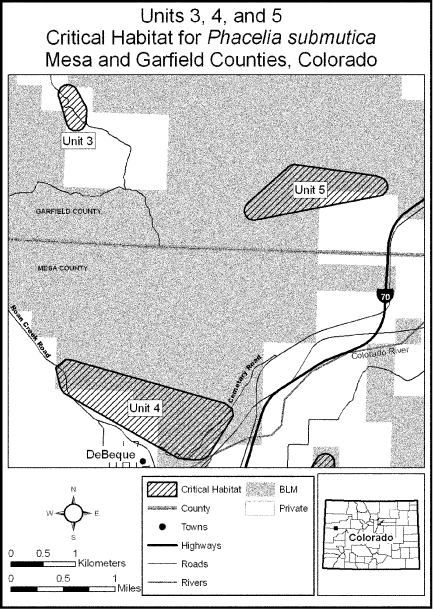 Units 3, 4, and 5
Critical Habitat for Phacelia submutica
Mesa and Garfield Counties, Colorado
Unit 3
Unit 5
GARFIELD COUNTY
MESA COUNTY
70
Roan Creek Road
Cemetery Road
Colorado River
Unit 4
DeBeque
N
W E
S
0 0.5 1
Kilometers
0 0.5 1
Miles
Critical Habitat
County
Towns
Highways
Roads
Rivers
BLM
Private
Colorado